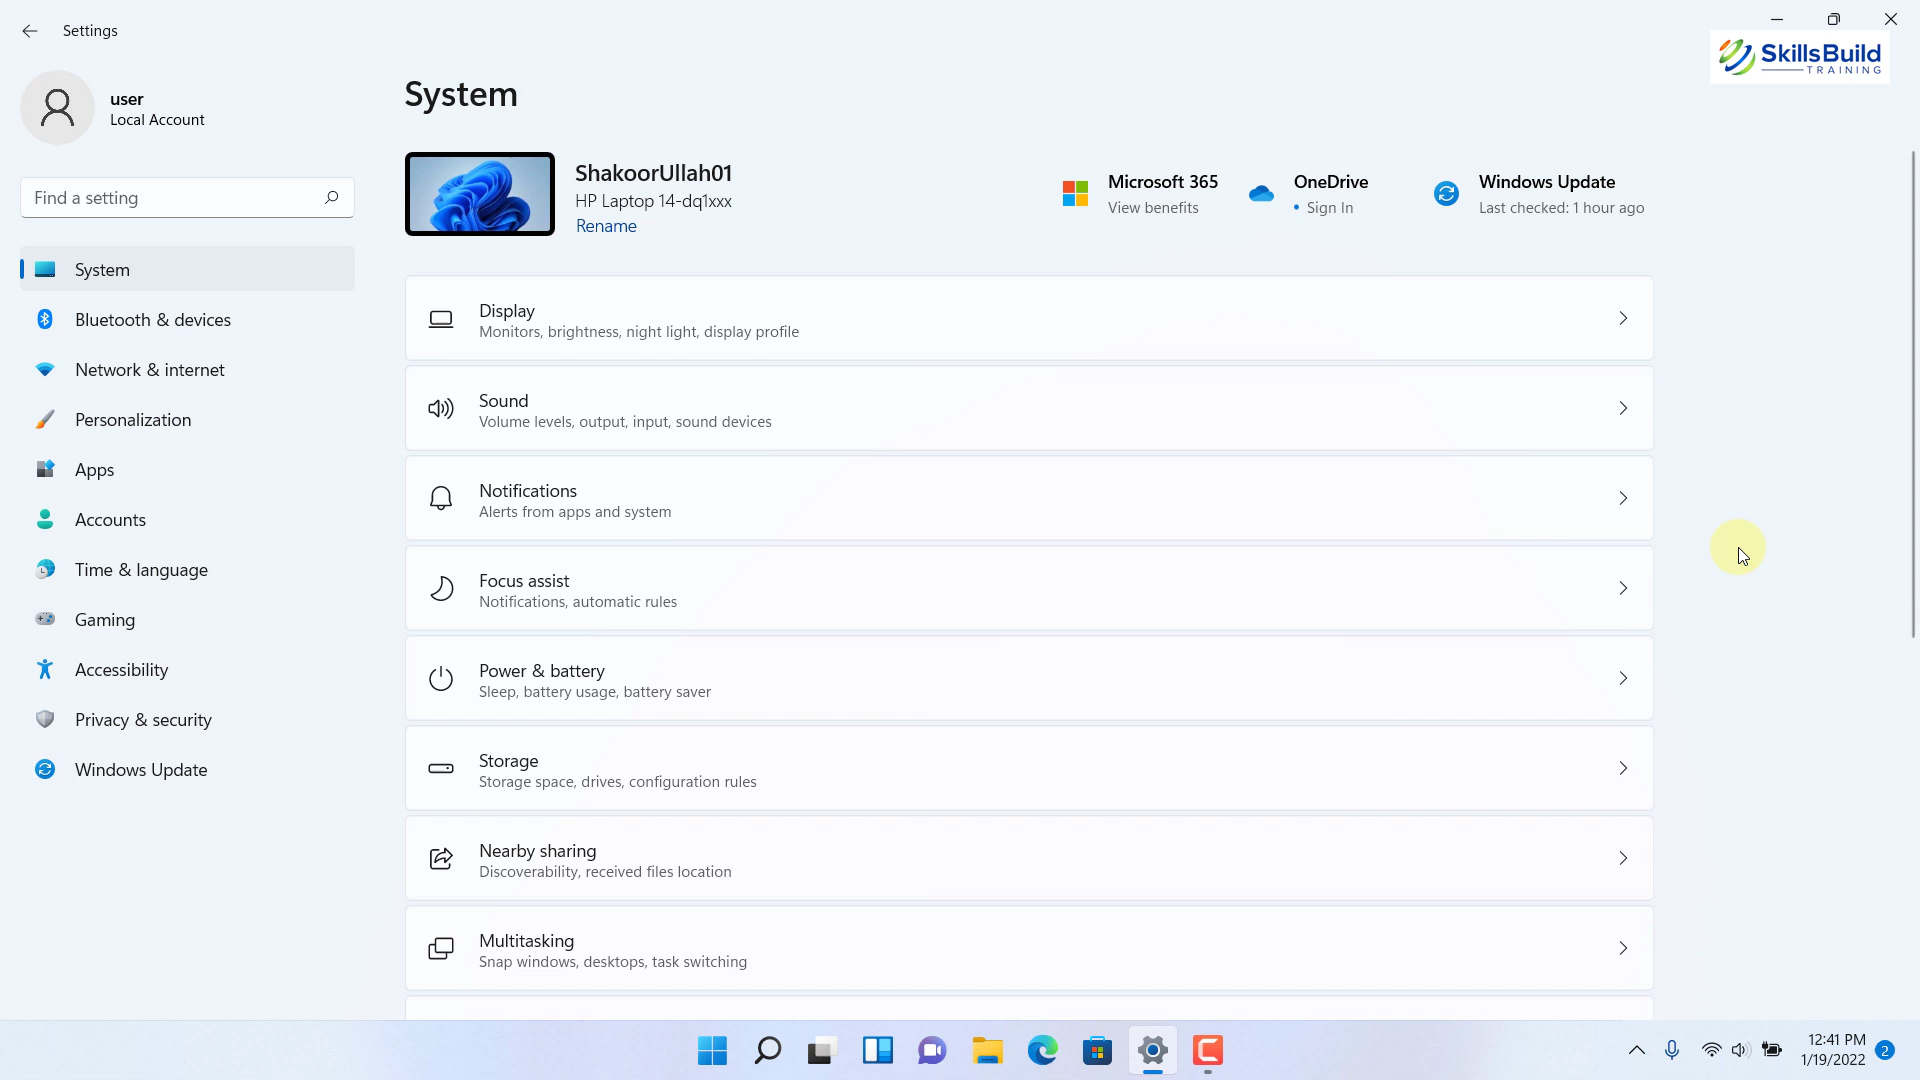 Settings
SkillsBuild
TRAINING
user
Local Account
Find a setting
System
Bluetooth & devices
Network & internet
Personalization
Apps
Accounts
Time & language
Gaming
Accessibility
Privacy & security
Windows Update
System
ShakoorUllah01
HP Laptop 14-dq1xxx
Rename
Microsoft 365
View benefits
OneDrive
• Sign In
Windows Update
Last checked: 1 hour ago
Display
Monitors, brightness, night light, display profile
Sound
Volume levels, output, input, sound devices
Notifications
Alerts from apps and system
Focus assist
Notifications, automatic rules
Power & battery
Sleep, battery usage, battery saver
Storage
Storage space, drives, configuration rules
Nearby sharing
Discoverability, received files location
Multitasking
Snap windows, desktops, task switching
12:41 PM
1/19/2022
2